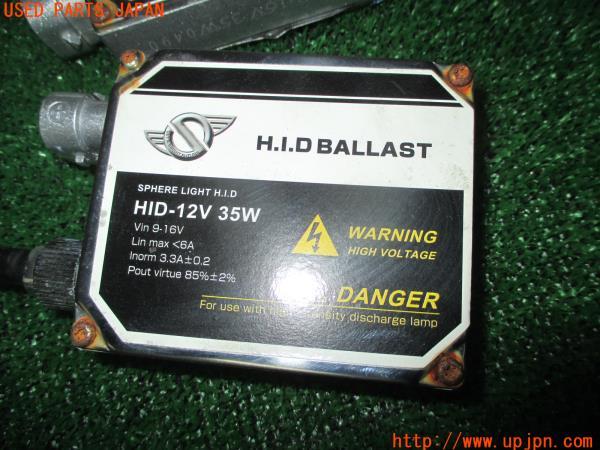 USED PARTS JAPAN
H.I.D BALLAST
SPHERE LIGHT H.I.D
HID-12V 35W
Vin 9-16V
Lin max <6A
Inorm 3.3A±0.2
Pout virtue 85%±2%
WARNING
HIGH VOLTAGE
DANGER
For use with discharge lamp
http://www.upjpn.com